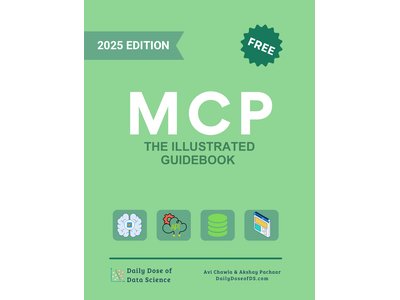 2025 EDITION
FREE
MCP
THE ILLUSTRATED
GUIDEBOOK
Daily Dose of
Data Science
Avi Chawla & Akshay Pachaar
DailyDoseofDS.com